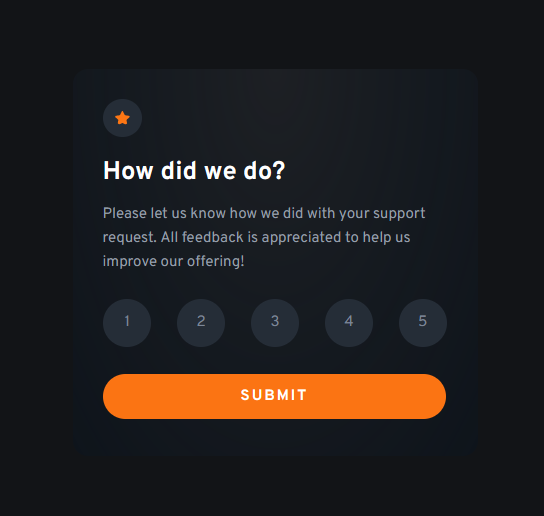 How did we do?
Please let us know how we did with your support
request. All feedback is appreciated to help us
improve our offering!
1 2 3 4 5
SUBMIT